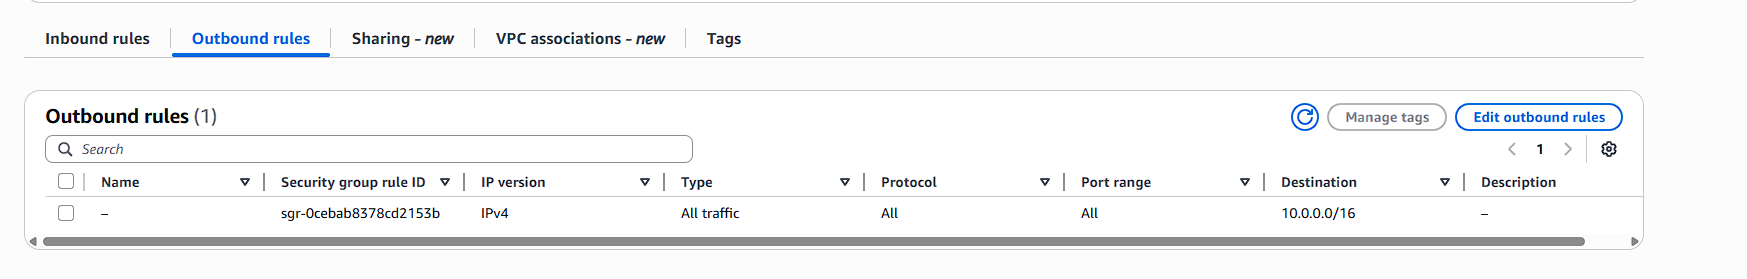 Inbound rules Outbound rules Sharing - new VPC associations - new Tags
Outbound rules (1) Manage tags Edit outbound rules
Search 1
Name Security group rule ID IP version Type Protocol Port range Destination Description
– sgr-0cebab8378cd2153b IPv4 All traffic All All 10.0.0.0/16 –